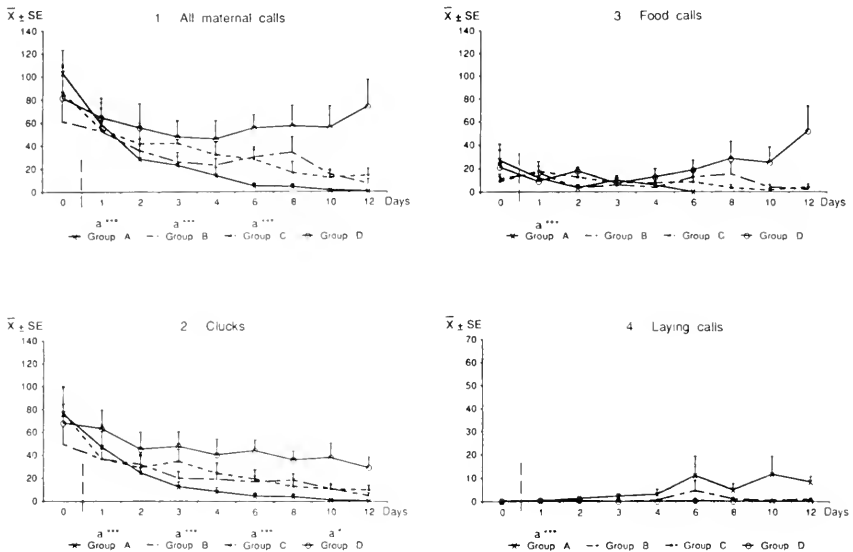 X̄ ± SE
1 All maternal calls
140
120
100
80
60
40
20
0
0 1 2 3 4 6 8 10 12 Days
a*** a*** a***
Group A Group B Group C Group D
X̄ ± SE
3 Food calls
140
120
100
80
60
40
20
0
0 1 2 3 4 6 8 10 12 Days
a***
Group A Group B Group C Group D
X̄ ± SE
2 Clucks
140
120
100
80
60
40
20
0
0 1 2 3 4 6 8 10 12 Days
a*** a*** a*** a*
Group A Group B Group C Group D
X̄ ± SE
4 Laying calls
70
60
50
40
30
20
10
0
0 1 2 3 4 6 8 10 12 Days
a***
Group A Group B Group C Group D